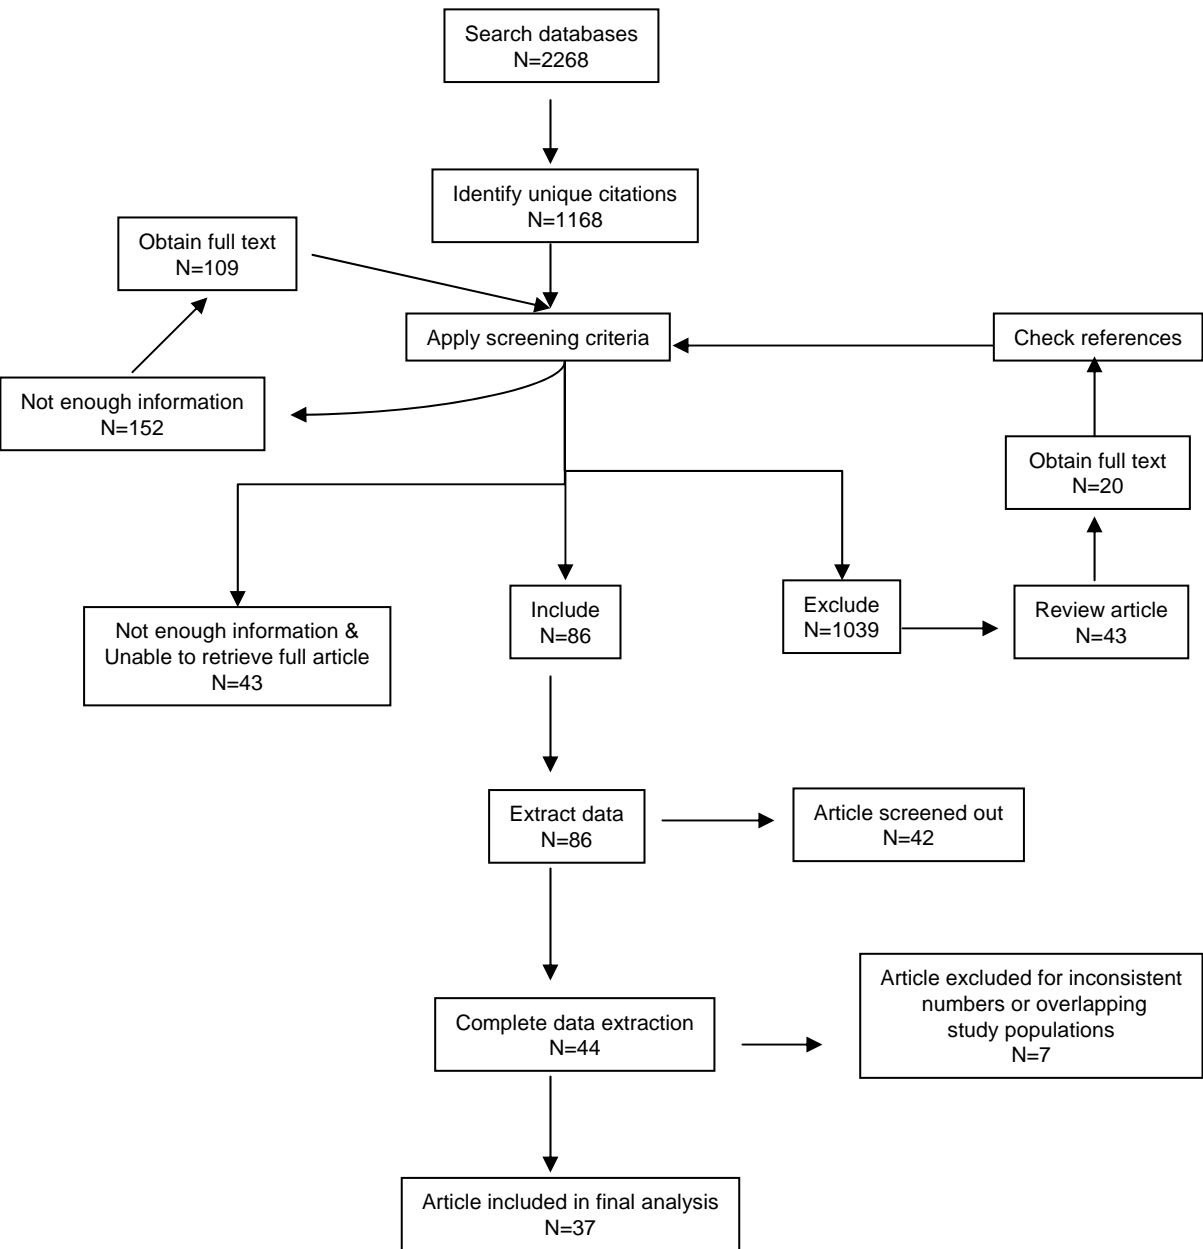 Search databases
N=2268
Identify unique citations
N=1168
Obtain full text
N=109
Apply screening criteria
Check references
Not enough information
N=152
Obtain full text
N=20
Not enough information &
Unable to retrieve full article
N=43
Include
N=86
Exclude
N=1039
Review article
N=43
Extract data
N=86
Article screened out
N=42
Complete data extraction
N=44
Article excluded for inconsistent
numbers or overlapping
study populations
N=7
Article included in final analysis
N=37